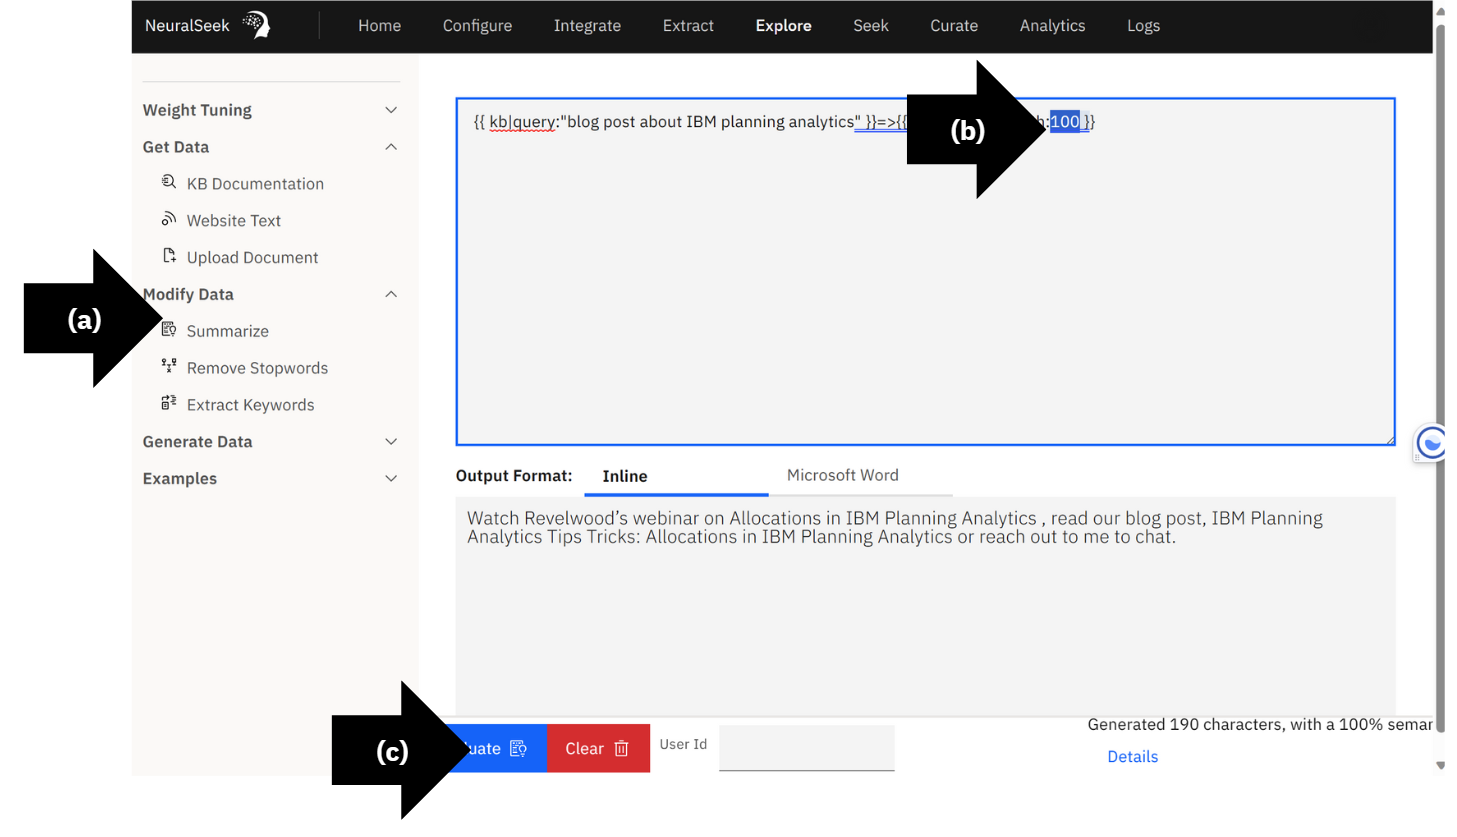 NeuralSeek Home Configure Integrate Extract Explore Seek Curate Analytics Logs
Weight Tuning
Get Data
KB Documentation
Website Text
Upload Document
(a)
Modify Data
Summarize
Remove Stopwords
Extract Keywords
Generate Data
Examples
{{ kb|query:"blog post about IBM planning analytics" }}=>{{ (b) :100 }}
Output Format: Inline Microsoft Word
Watch Revelwood’s webinar on Allocations in IBM Planning Analytics , read our blog post, IBM Planning
Analytics Tips Tricks: Allocations in IBM Planning Analytics or reach out to me to chat.
(c) uate Clear User Id
Generated 190 characters, with a 100% semar
Details